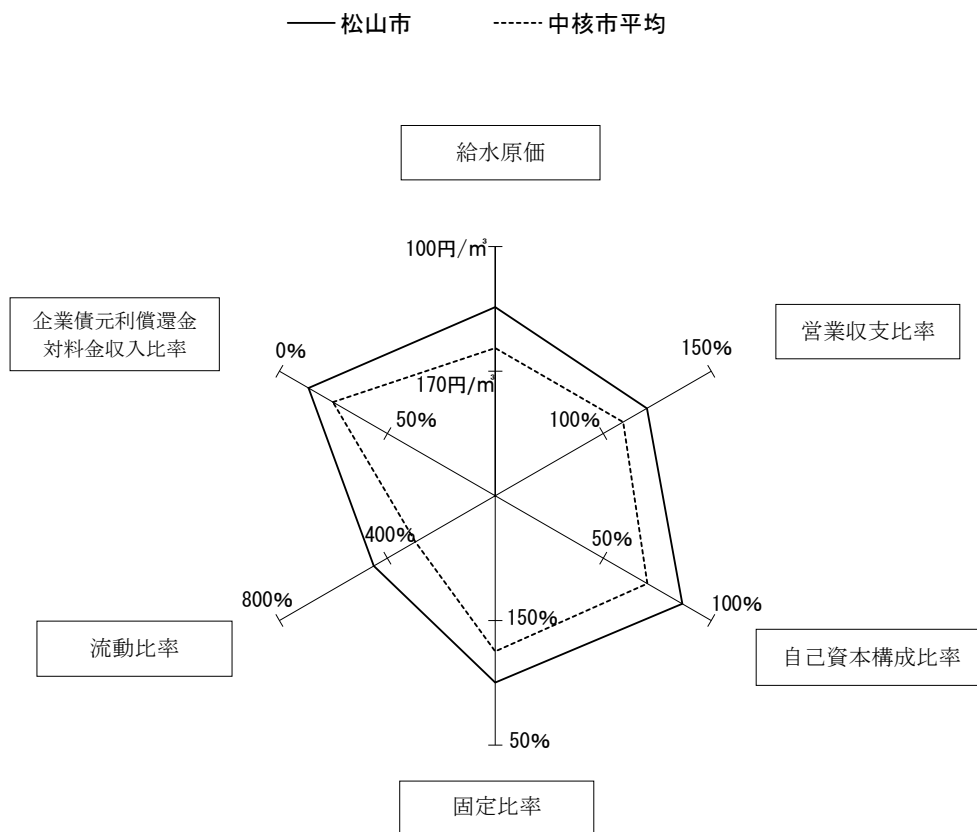 松山市
中核市平均
給水原価
100円/㎥
170円/㎥
営業収支比率
150%
100%
自己資本構成比率
50%
100%
固定比率
150%
50%
流動比率
400%
800%
企業債元利償還金
対料金収入比率
0%
50%